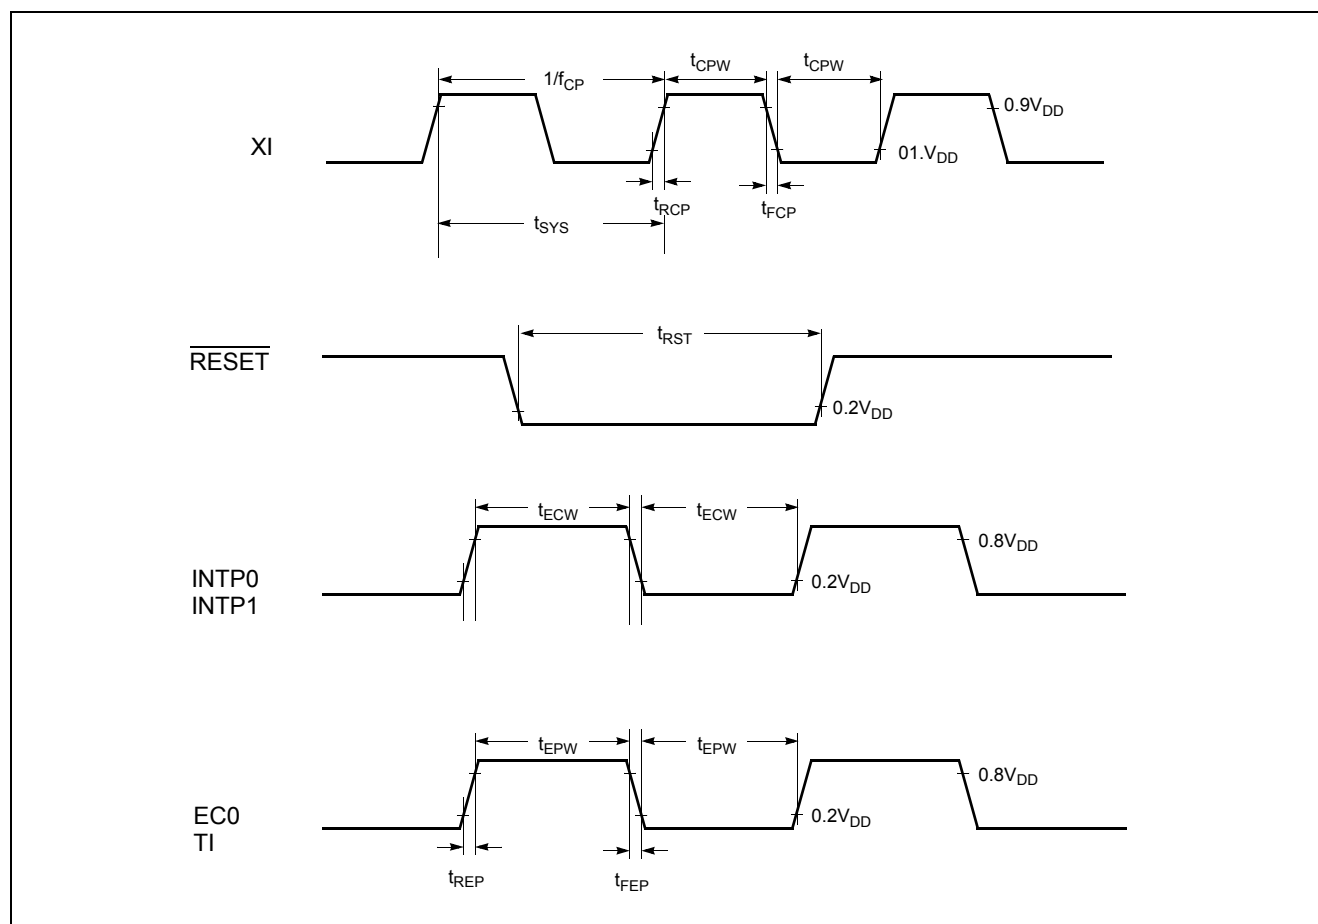 1/fCP
tCPW
tCPW
XI
0.9VDD
01.VDD
tRCP
tFCP
tSYS
RESET
tRST
0.2VDD
tECW
tECW
INTP0
INTP1
0.8VDD
0.2VDD
tEPW
tEPW
EC0
TI
0.8VDD
0.2VDD
tREP
tFEP